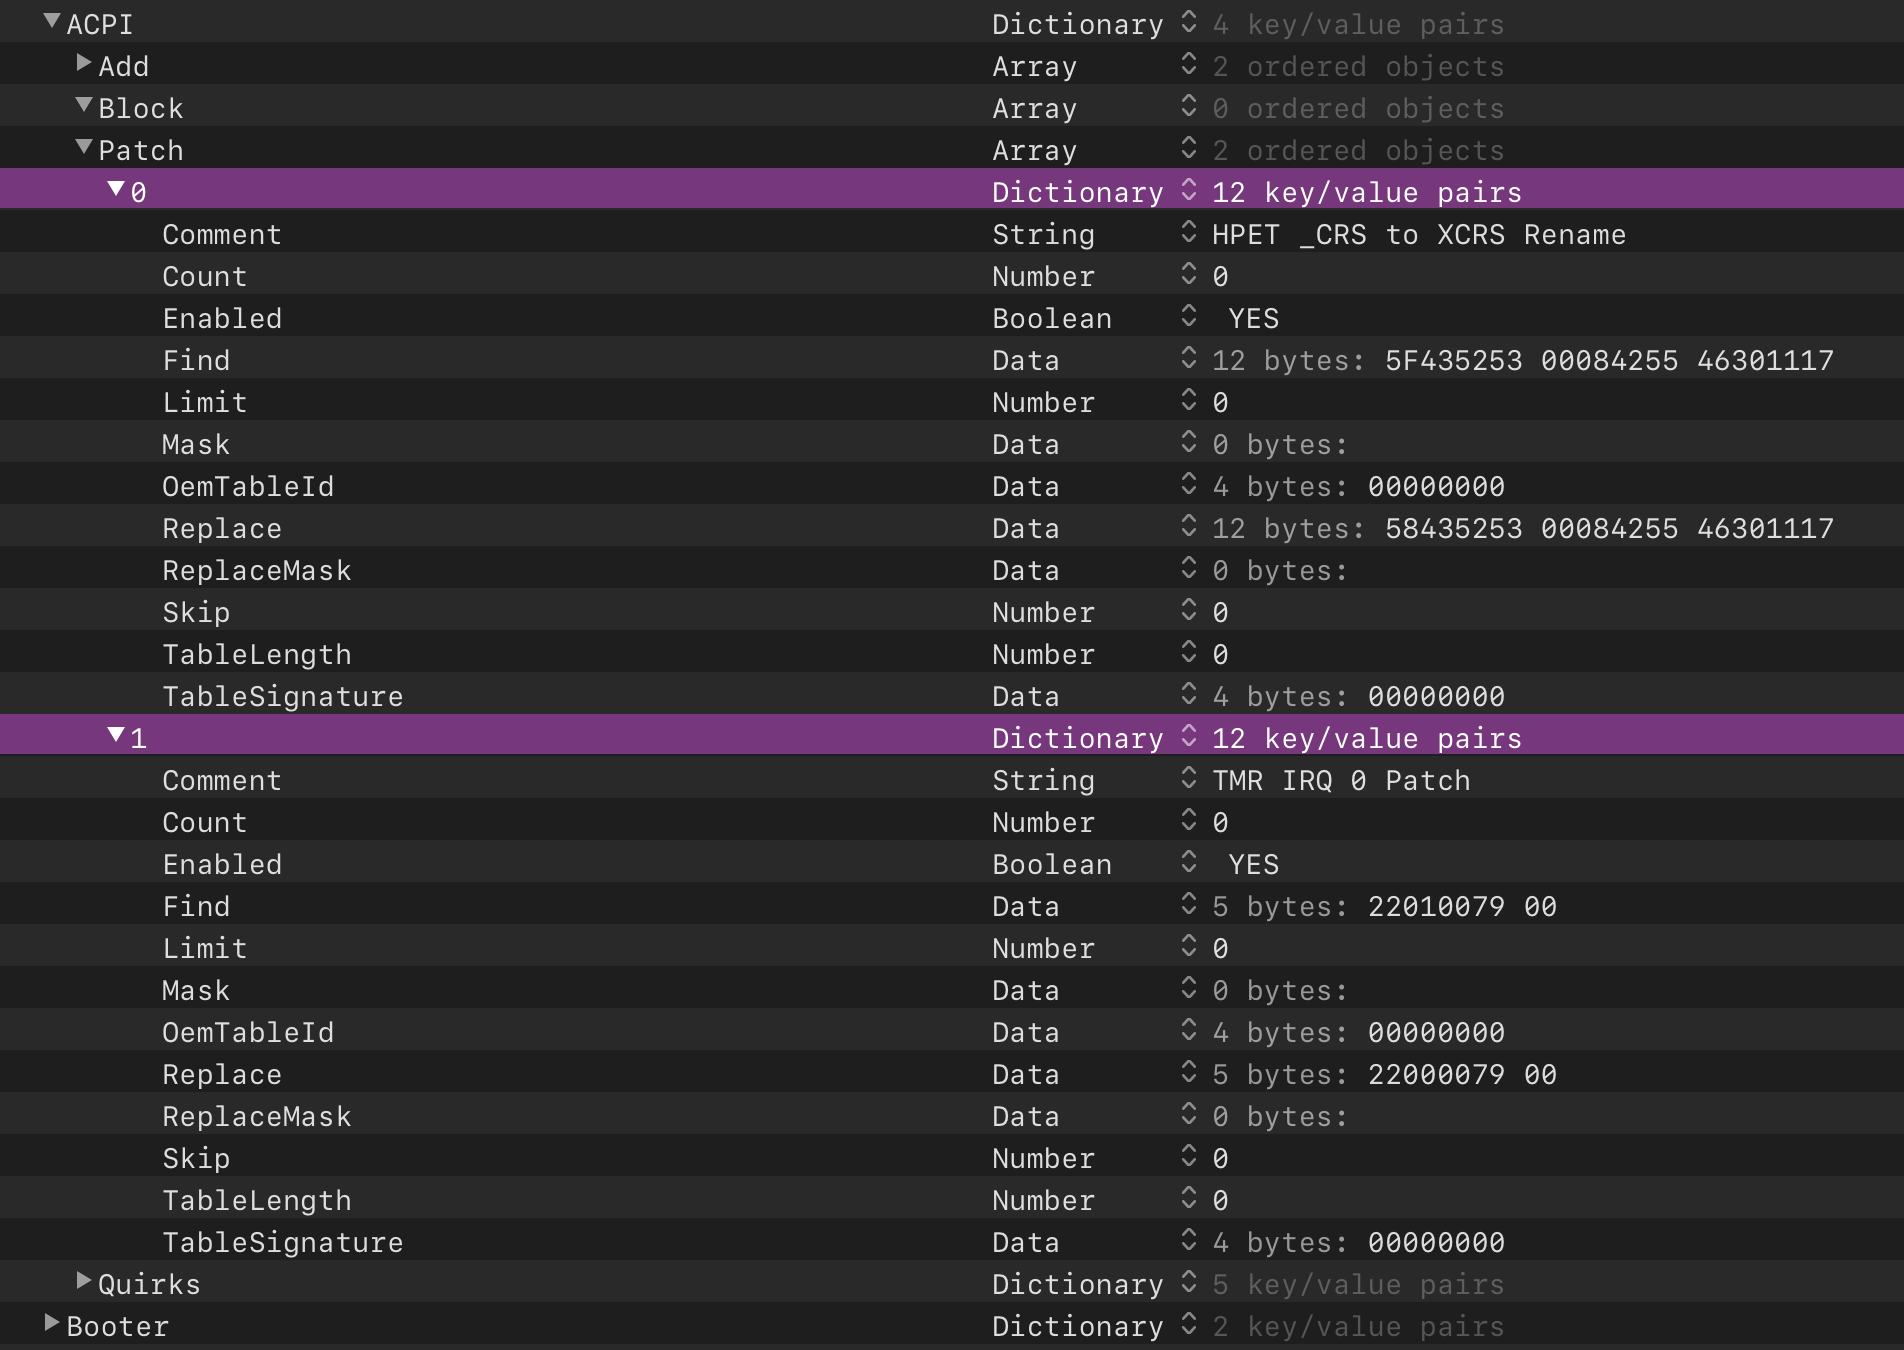 ACPI Dictionary 4 key/value pairs
Add Array 2 ordered objects
Block Array 0 ordered objects
Patch Array 2 ordered objects
0 Dictionary 12 key/value pairs
Comment String HPET _CRS to XCRS Rename
Count Number 0
Enabled Boolean YES
Find Data 12 bytes: 5F435253 00084255 46301117
Limit Number 0
Mask Data 0 bytes:
OemTableId Data 4 bytes: 00000000
Replace Data 12 bytes: 58435253 00084255 46301117
ReplaceMask Data 0 bytes:
Skip Number 0
TableLength Number 0
TableSignature Data 4 bytes: 00000000
1 Dictionary 12 key/value pairs
Comment String TMR IRQ 0 Patch
Count Number 0
Enabled Boolean YES
Find Data 5 bytes: 22010079 00
Limit Number 0
Mask Data 0 bytes:
OemTableId Data 4 bytes: 00000000
Replace Data 5 bytes: 22000079 00
ReplaceMask Data 0 bytes:
Skip Number 0
TableLength Number 0
TableSignature Data 4 bytes: 00000000
Quirks Dictionary 5 key/value pairs
Booter Dictionary 2 key/value pairs